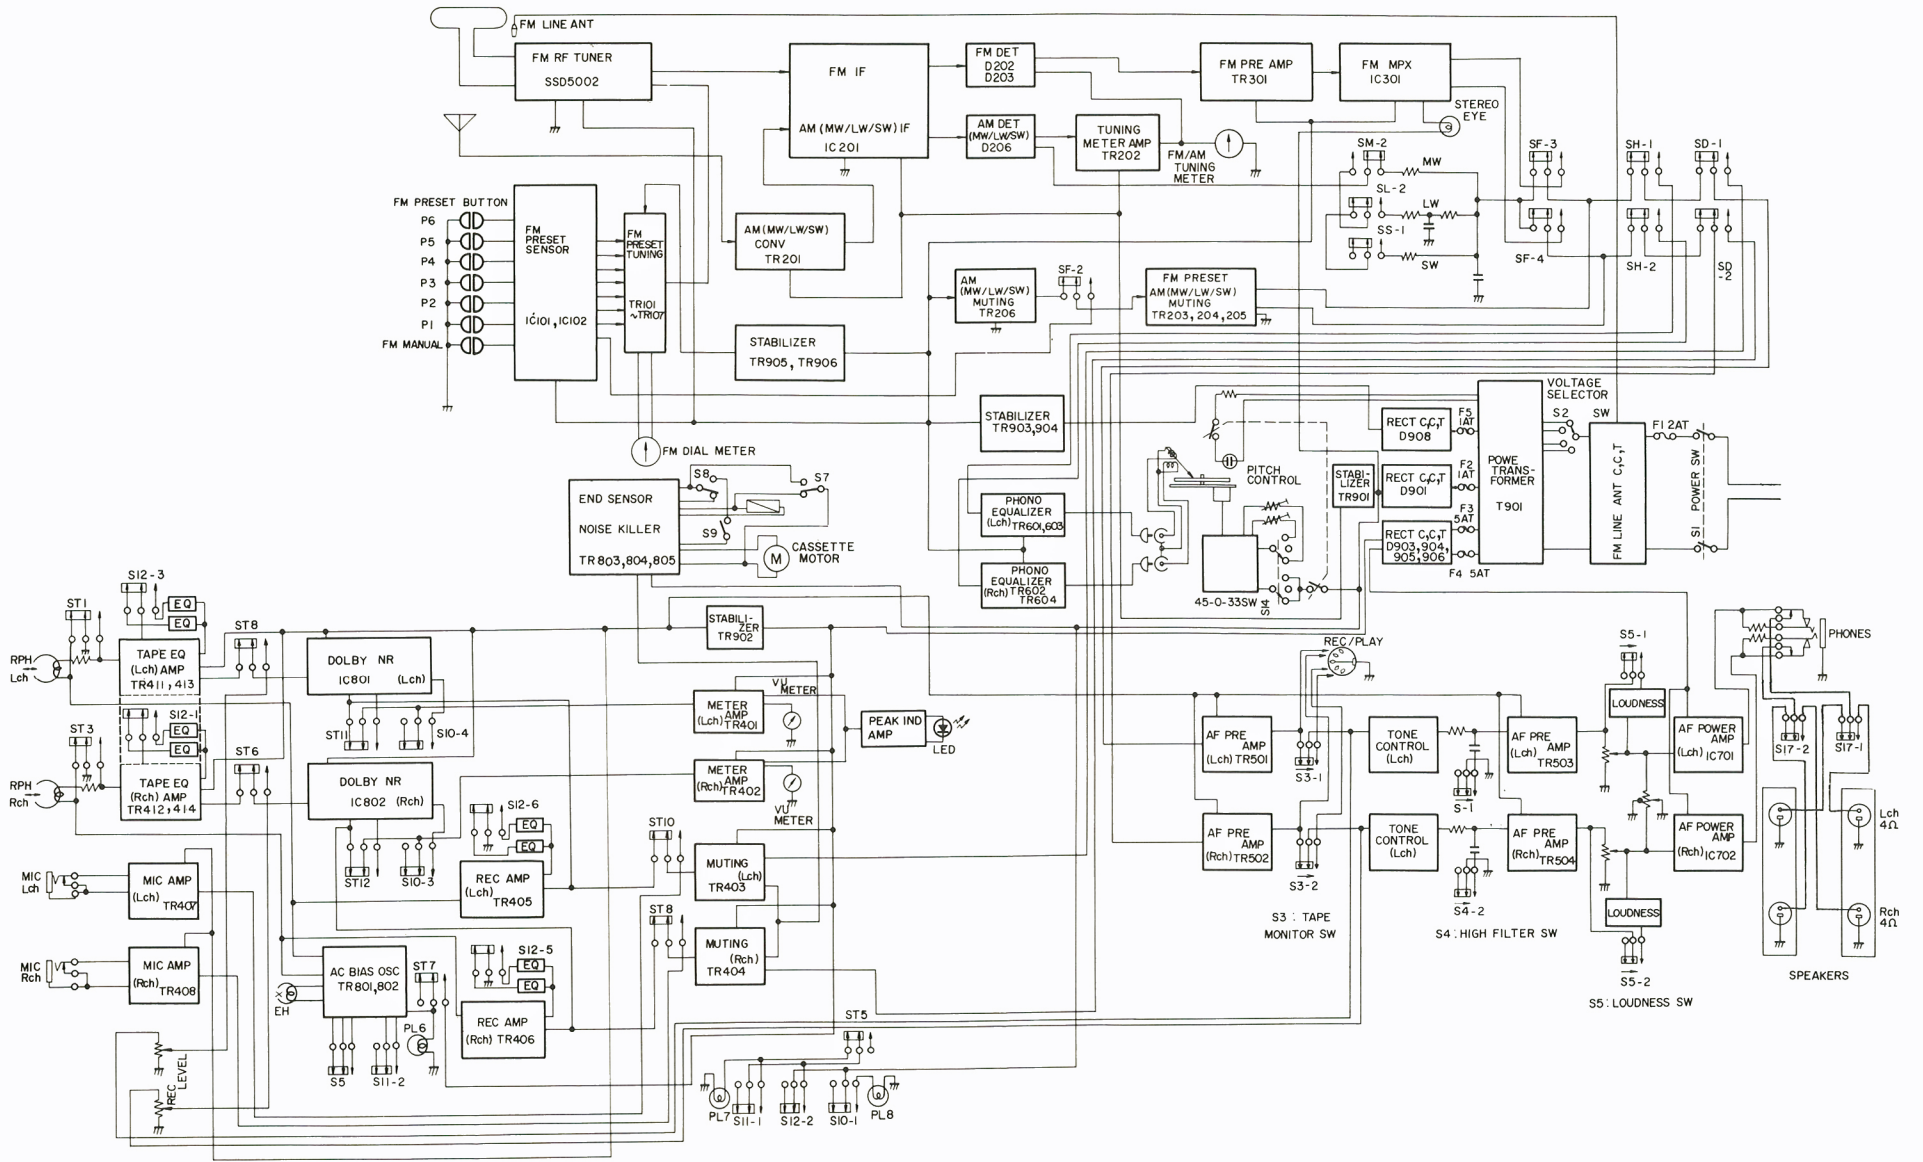 FM LINE ANT
FM RF TUNER
SSD5002
FM IF
AM (MW/LW/SW) IF
IC201
FM DET
D202
D203
AM DET
(MW/LW/SW)
D206
TUNING
METER AMP
TR202
FM/AM
TUNING
METER
FM PRE AMP
TR301
FM MPX
IC301
STEREO
EYE
SM-2
MW
SL-2
LW
SS-1
SW
SF-3
SH-1
SD-1
SF-4
SH-2
SD
-2
FM PRESET BUTTON
P6
P5
P4
P3
P2
P1
FM MANUAL
FM
PRESET
SENSOR
IC101, IC102
FM
PRESET
TUNING
TR101
~TR107
AM (MW/LW/SW)
CONV
TR201
STABILIZER
TR905, TR906
AM
(MW/LW/SW)
MUTING
TR206
SF-2
FM PRESET
AM(MW/LW/SW)
MUTING
TR203, 204, 205
STABILIZER
TR903,904
FM DIAL METER
END SENSOR
NOISE KILLER
TR803,804,805
S8
S7
S9
M
CASSETTE
MOTOR
PHONO
EQUALIZER
(Lch) TR601,603
PHONO
EQUALIZER
(Rch) TR602
TR604
PITCH
CONTROL
45-0-33SW
S14
STABI-
LIZER
TR901
RECT C,C,T
D908
RECT C,C,T
D901
RECT C,C,T
D903,904,
905,906
F5
1AT
F2
1AT
F3
5AT
F4 5AT
POWE
TRANS-
FORMER
T901
VOLTAGE
SELECTOR
S2
SW
FM LINE ANT C,C,T
F1 2AT
S1 POWER SW
S12-3
EQ
EQ
ST1
RPH
Lch
TAPE EQ
(Lch) AMP
TR411,413
ST8
S12-1
EQ
EQ
ST3
RPH
Rch
TAPE EQ
(Rch) AMP
TR412,414
ST6
DOLBY NR
IC801 (Lch)
ST11
S10-4
DOLBY NR
IC802 (Rch)
ST12
S10-3
STABILI-
ZER
TR902
METER
AMP
(Lch) TR401
VU
METER
METER
AMP
(Rch) TR402
VU
METER
PEAK IND
AMP
LED
S12-6
EQ
EQ
REC AMP
(Lch)
TR405
ST10
MUTING
(Lch)
TR403
ST8
MUTING
(Rch)
TR404
MIC
Lch
MIC AMP
(Lch)
TR407
MIC
Rch
MIC AMP
(Rch)
TR408
AC BIAS OSC
TR801,802
EH
ST7
PL6
S5
S11-2
S12-5
EQ
EQ
REC AMP
(Rch) TR406
REC
LEVEL
ST5
PL7
S11-1
S12-2
S10-1
PL8
REC/PLAY
AF PRE
AMP
(Lch) TR501
S3-1
TONE
CONTROL
(Lch)
S-1
AF PRE
AMP
(Lch)
TR503
S5-1
LOUDNESS
AF POWER
AMP
(Lch) IC701
PHONES
S17-2
S17-1
AF PRE
AMP
(Rch) TR502
S3-2
TONE
CONTROL
(Lch)
S4-2
AF PRE
AMP
(Rch)
TR504
LOUDNESS
S5-2
AF POWER
AMP
(Rch) IC702
Lch
4Ω
Rch
4Ω
SPEAKERS
S3 : TAPE
MONITOR SW
S4 : HIGH FILTER SW
S5 : LOUDNESS SW